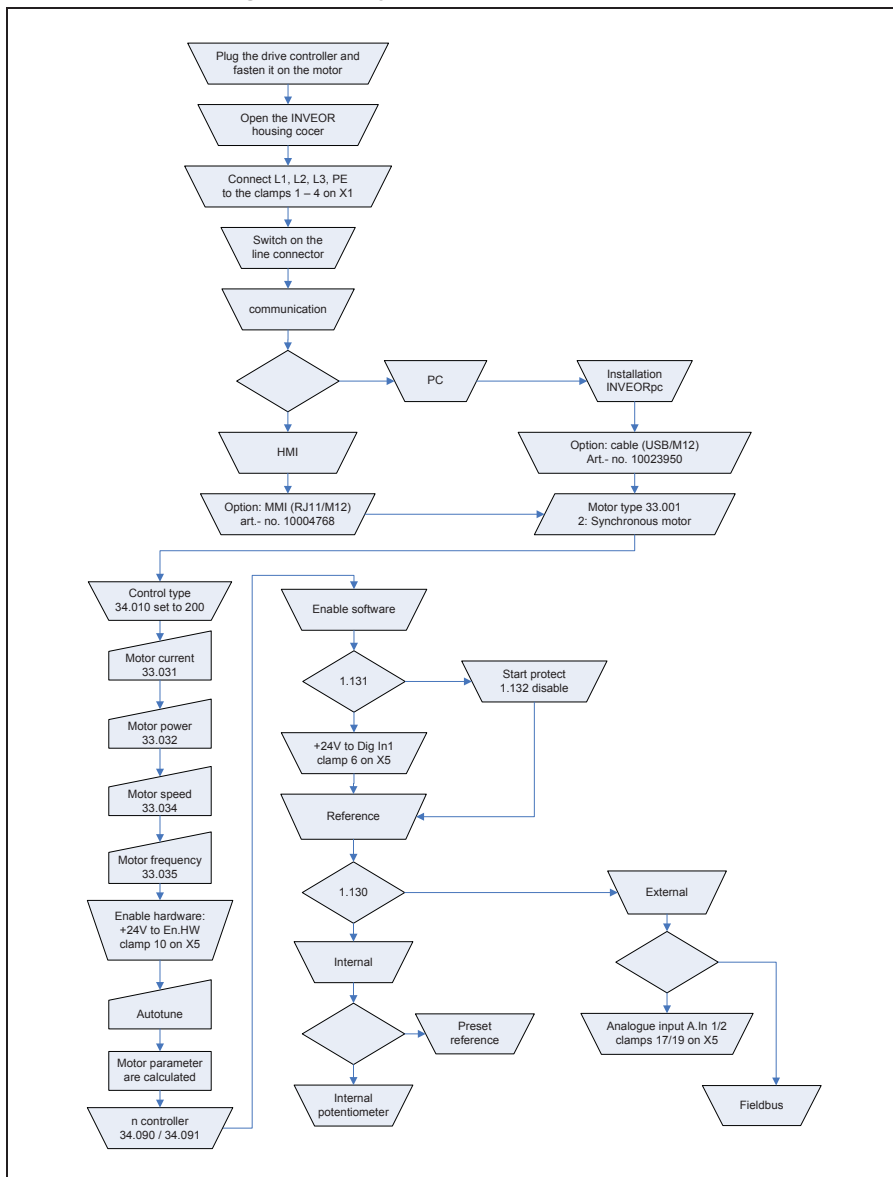 Plug the drive controller and
fasten it on the motor
Open the INVEOR
housing cocer
Connect L1, L2, L3, PE
to the clamps 1 – 4 on X1
Switch on the
line connector
communication
PC
Installation
INVEORpc
HMI
Option: cable (USB/M12)
Art.- no. 10023950
Option: MMI (RJ11/M12)
art.- no. 10004768
Motor type 33.001
2: Synchronous motor
Control type
34.010 set to 200
Motor current
33.031
Motor power
33.032
Motor speed
33.034
Motor frequency
33.035
Enable hardware:
+24V to En.HW
clamp 10 on X5
Autotune
Motor parameter
are calculated
n controller
34.090 / 34.091
Enable software
1.131
Start protect
1.132 disable
+24V to Dig In1
clamp 6 on X5
Reference
1.130
External
Internal
Preset
reference
Analogue input A.In 1/2
clamps 17/19 on X5
Internal
potentiometer
Fieldbus